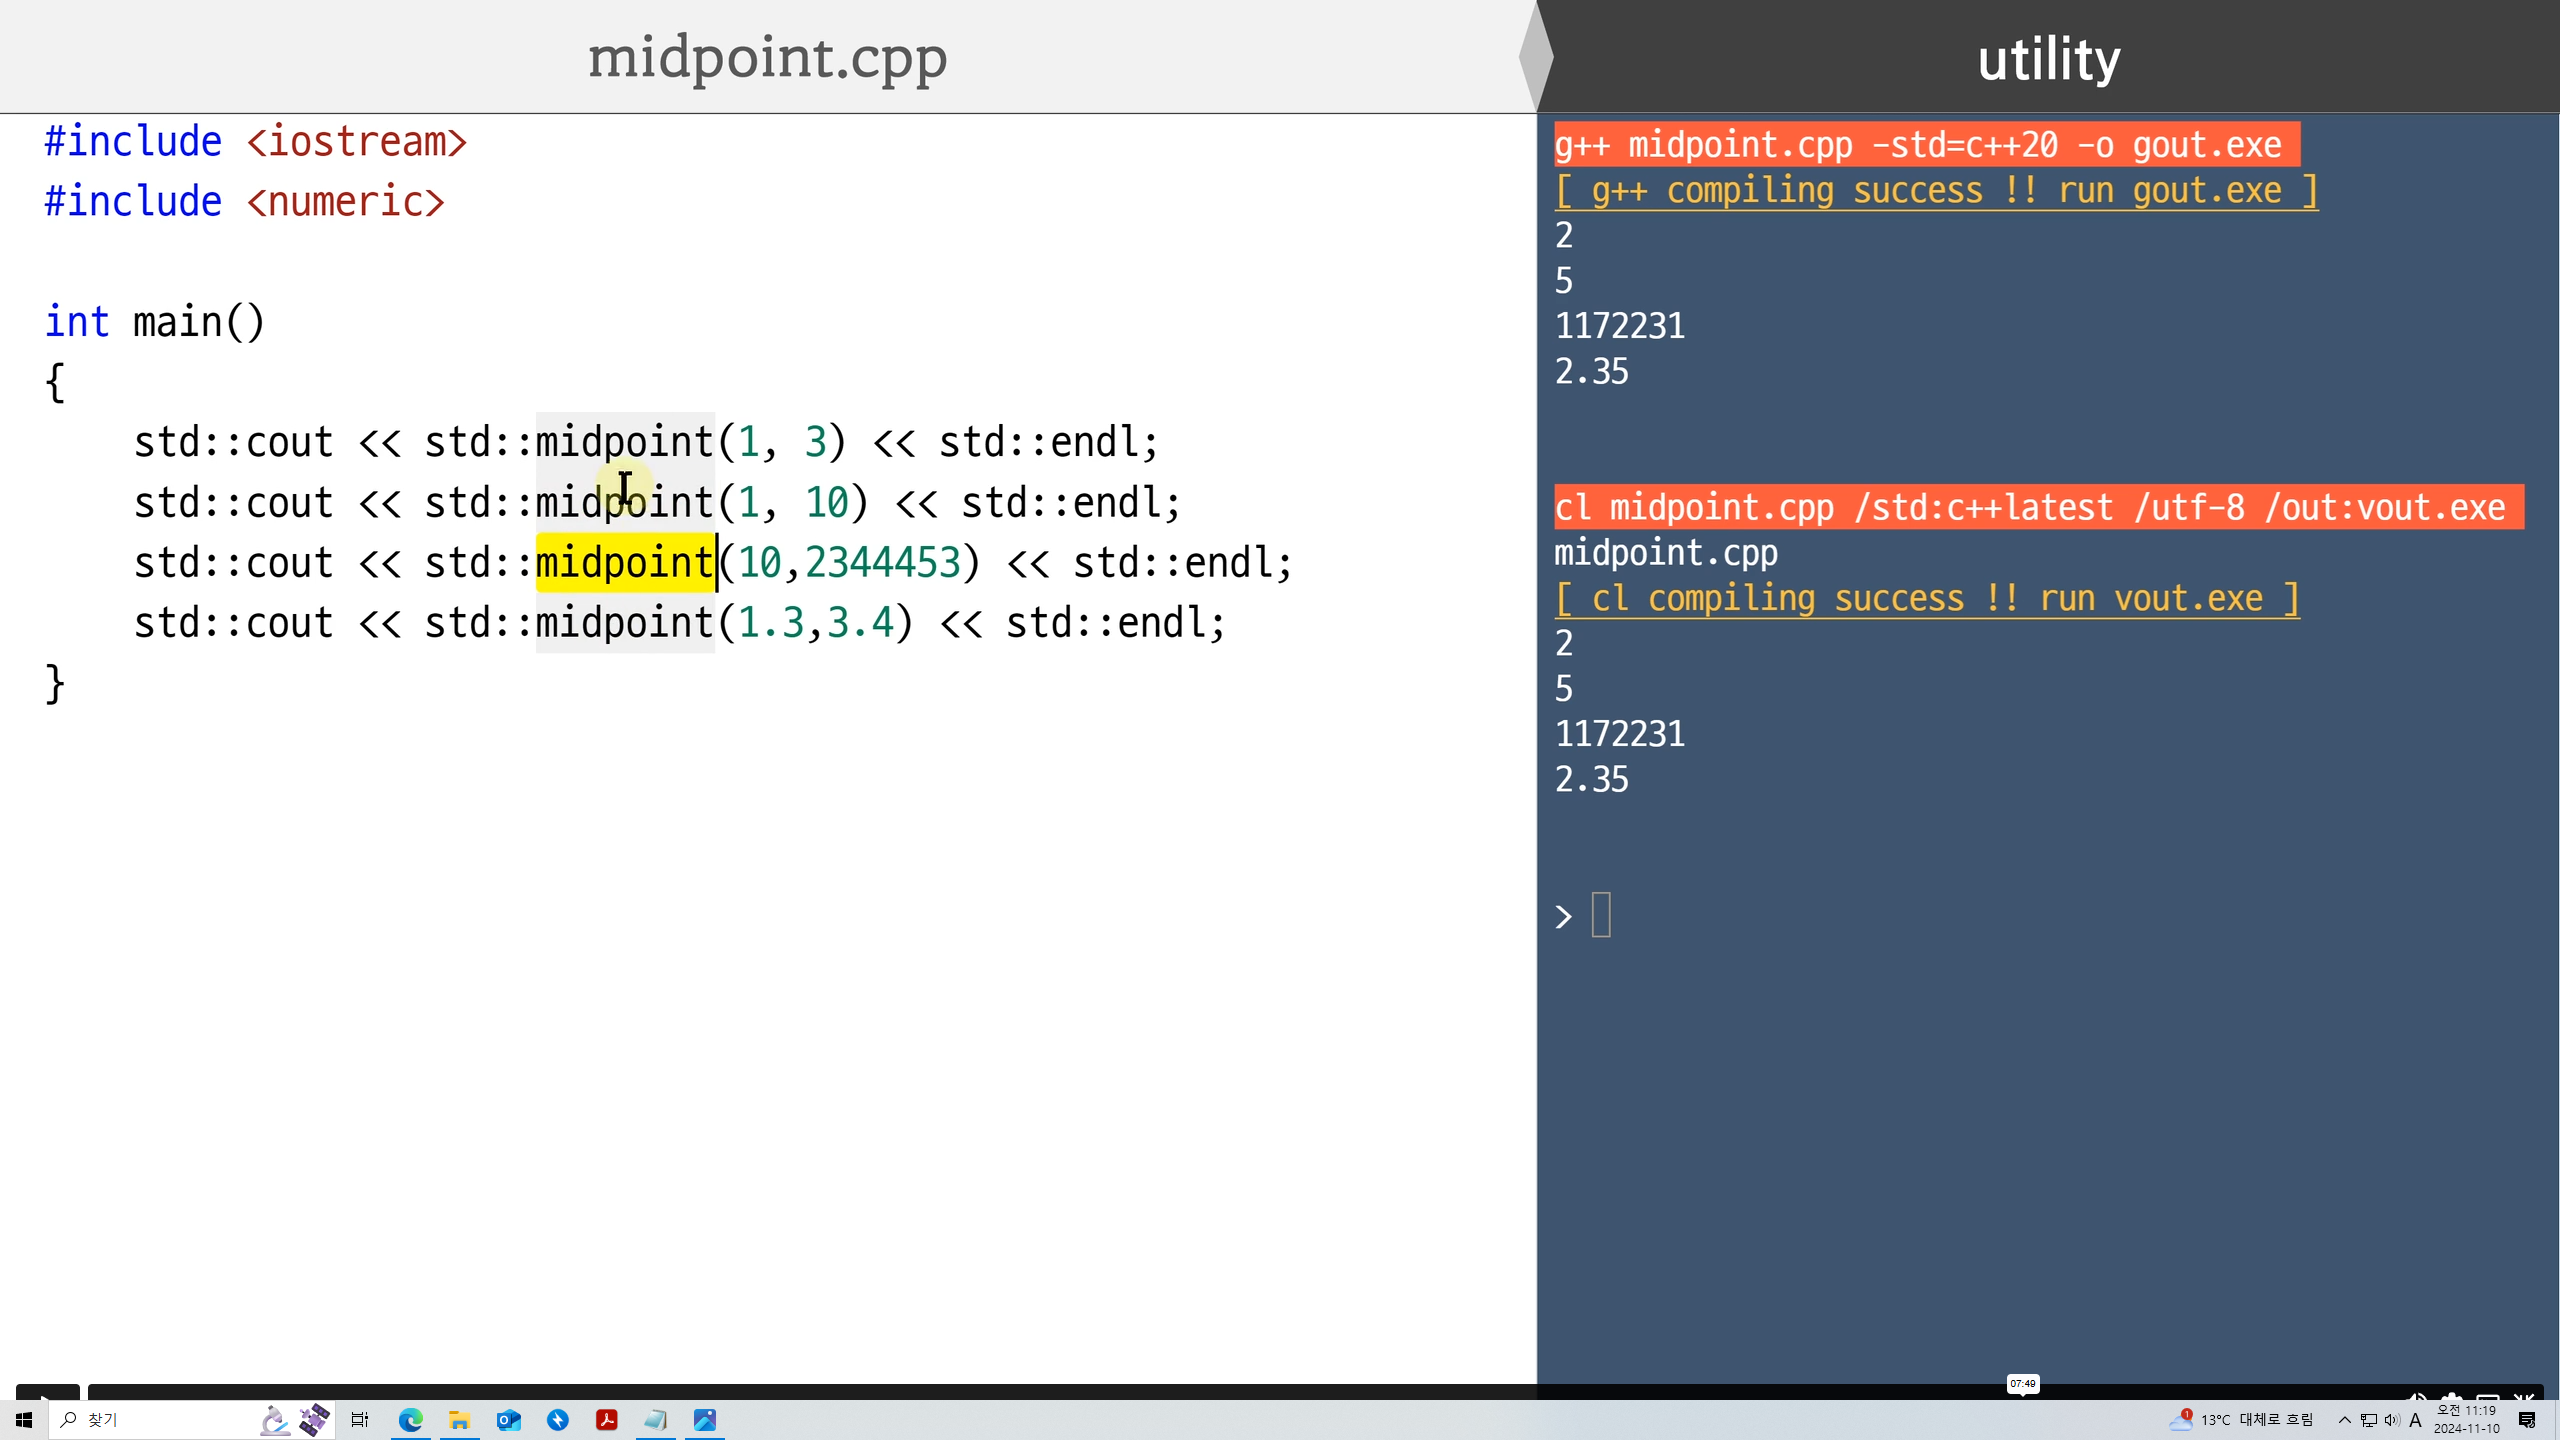 midpoint.cpp
#include <iostream>
#include <numeric>
int main()
{
    std::cout << std::midpoint(1, 3) << std::endl;
    std::cout << std::midpoint(1, 10) << std::endl;
    std::cout << std::midpoint(10,2344453) << std::endl;
    std::cout << std::midpoint(1.3,3.4) << std::endl;
}
utility
g++ midpoint.cpp -std=c++20 -o gout.exe
[ g++ compiling success !! run gout.exe ]
2
5
1172231
2.35
cl midpoint.cpp /std:c++latest /utf-8 /out:vout.exe
midpoint.cpp
[ cl compiling success !! run vout.exe ]
2
5
1172231
2.35
>
07:49
찾기
1
13°C 대체로 흐림
A
오전 11:19
2024-11-10